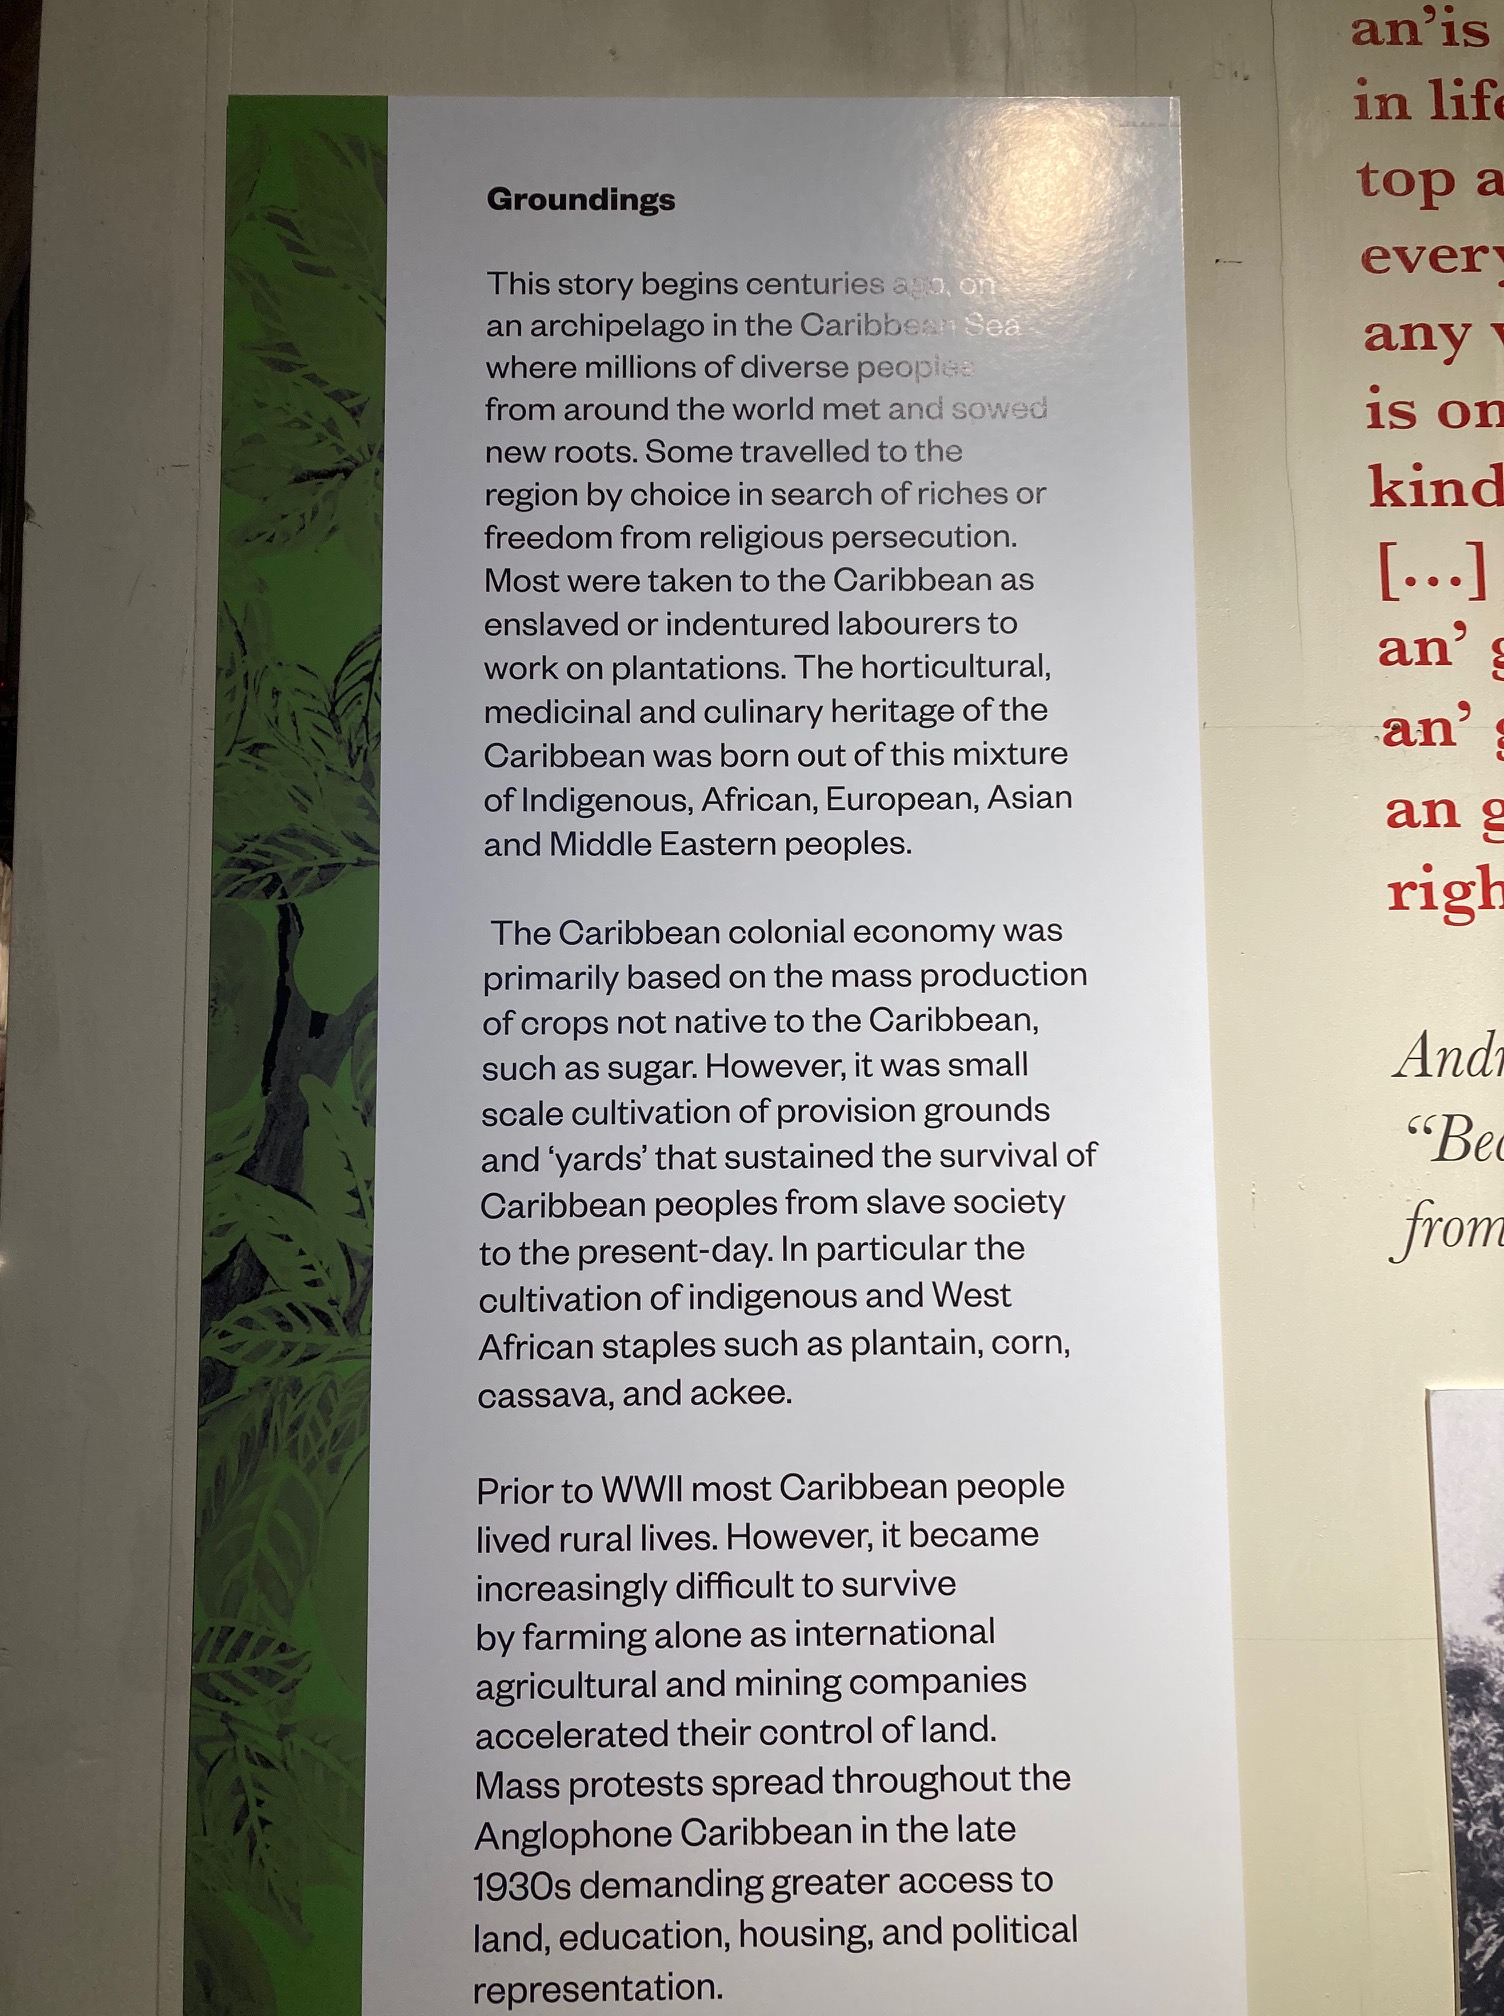 Groundings
This story begins centuries ago, on
an archipelago in the Caribbean Sea
where millions of diverse peoples
from around the world met and sowed
new roots. Some travelled to the
region by choice in search of riches or
freedom from religious persecution.
Most were taken to the Caribbean as
enslaved or indentured labourers to
work on plantations. The horticultural,
medicinal and culinary heritage of the
Caribbean was born out of this mixture
of Indigenous, African, European, Asian
and Middle Eastern peoples.
The Caribbean colonial economy was
primarily based on the mass production
of crops not native to the Caribbean,
such as sugar. However, it was small
scale cultivation of provision grounds
and ‘yards’ that sustained the survival of
Caribbean peoples from slave society
to the present-day. In particular the
cultivation of indigenous and West
African staples such as plantain, corn,
cassava, and ackee.
Prior to WWII most Caribbean people
lived rural lives. However, it became
increasingly difficult to survive
by farming alone as international
agricultural and mining companies
accelerated their control of land.
Mass protests spread throughout the
Anglophone Caribbean in the late
1930s demanding greater access to
land, education, housing, and political
representation.
an’is
in
top
any
is
[...]
an’
an’
an
from